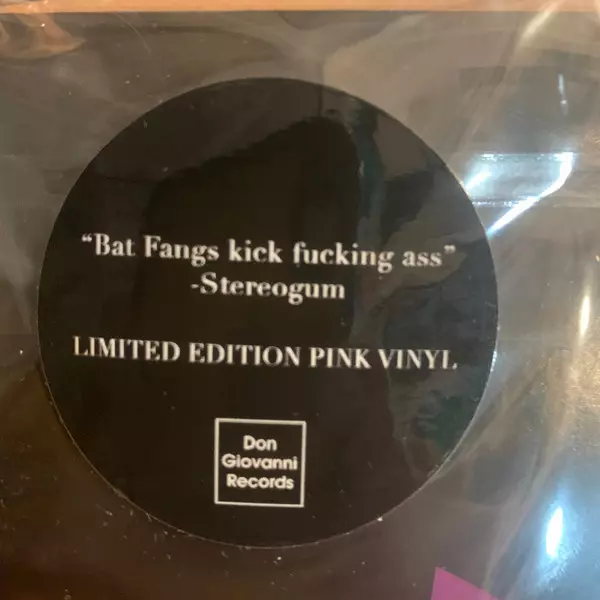 “Bat Fangs kick fucking ass”
-Stereogum
LIMITED EDITION PINK VINYL
Don
Giovanni
Records